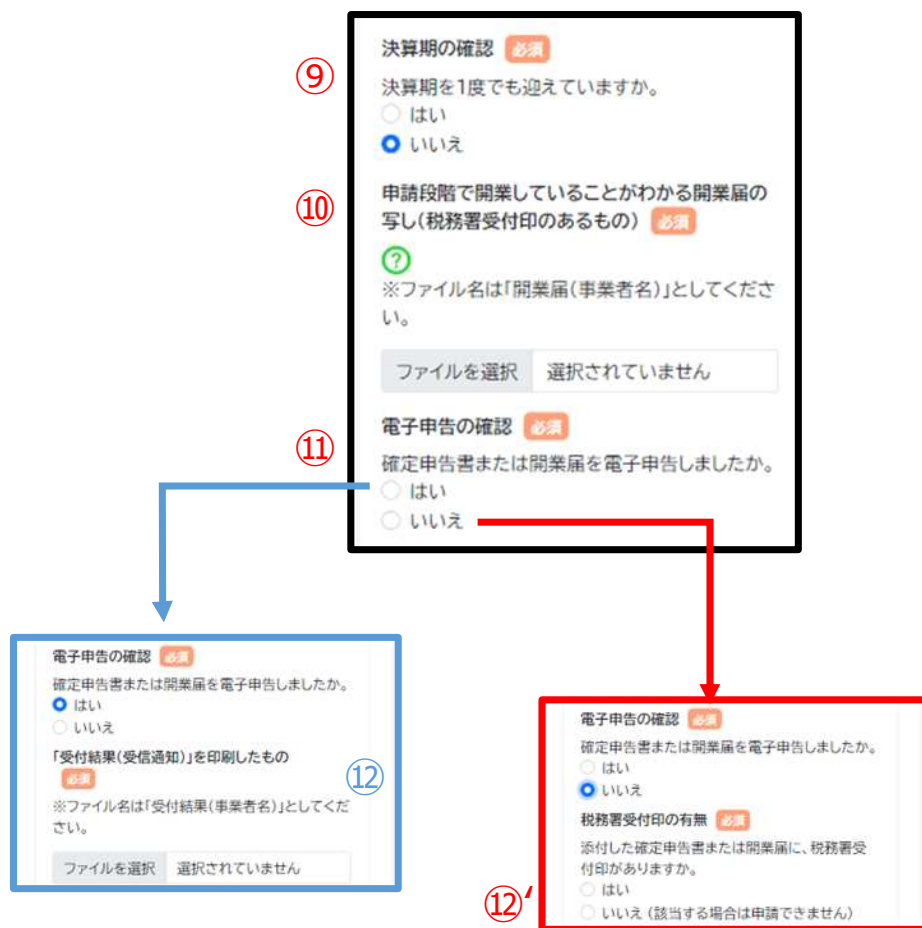 ⑨
決算期の確認 必須
決算期を1度でも迎えていますか。
はい
いいえ
⑩
申請段階で開業していることがわかる開業届の
写し(税務署受付印のあるもの) 必須
?
※ファイル名は「開業届(事業者名)」としてくださ
い。
ファイルを選択 選択されていません
⑪
電子申告の確認 必須
確定申告書または開業届を電子申告しましたか。
はい
いいえ
電子申告の確認 必須
確定申告書または開業届を電子申告しましたか。
はい
いいえ
「受付結果(受信通知)」を印刷したもの
必須
⑫
※ファイル名は「受付結果(事業者名)」としてくだ
さい。
ファイルを選択 選択されていません
電子申告の確認 必須
確定申告書または開業届を電子申告しましたか。
はい
いいえ
税務署受付印の有無 必須
添付した確定申告書または開業届に、税務署受
付印がありますか。
はい
⑫′
いいえ (該当する場合は申請できません)